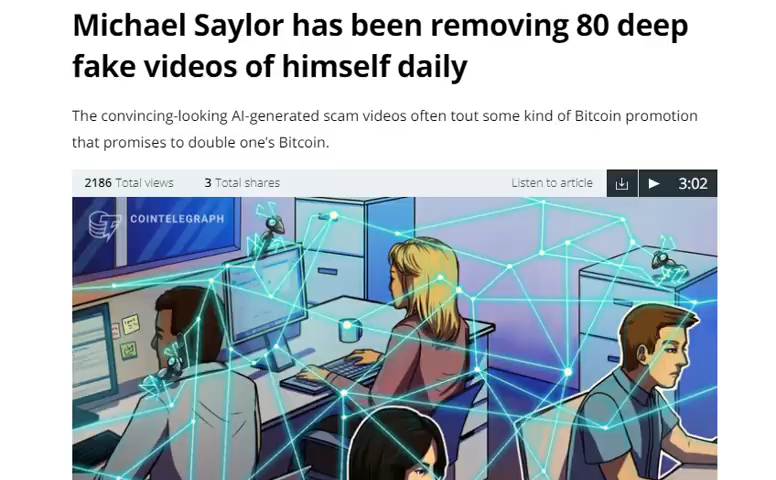 Michael Saylor has been removing 80 deep
fake videos of himself daily
The convincing-looking AI-generated scam videos often tout some kind of Bitcoin promotion
that promises to double one's Bitcoin.
2186 Total views 3 Total shares Listen to article 3:02
COINTELEGRAPH